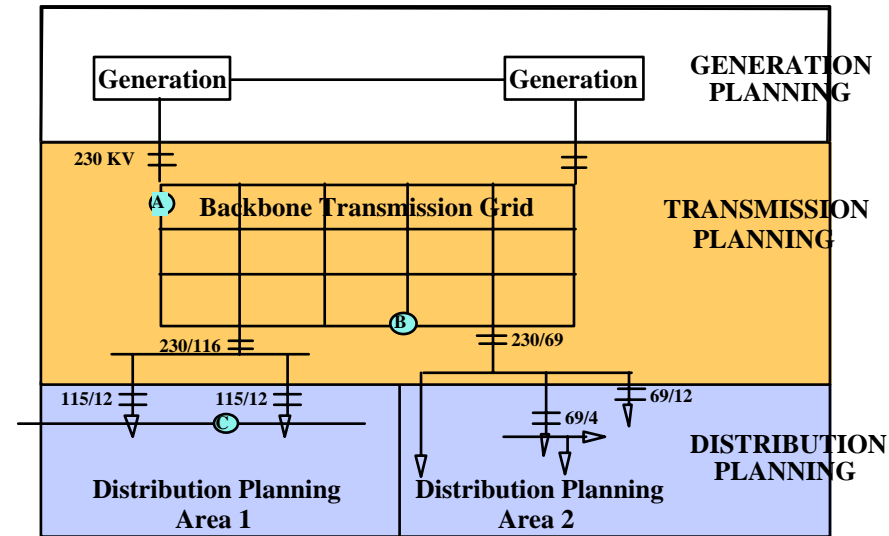 Generation
Generation
GENERATION
PLANNING
230 KV
A
Backbone Transmission Grid
TRANSMISSION
PLANNING
B
230/116
230/69
115/12
115/12
69/12
C
69/4
DISTRIBUTION
PLANNING
Distribution Planning
Area 1
Distribution Planning
Area 2